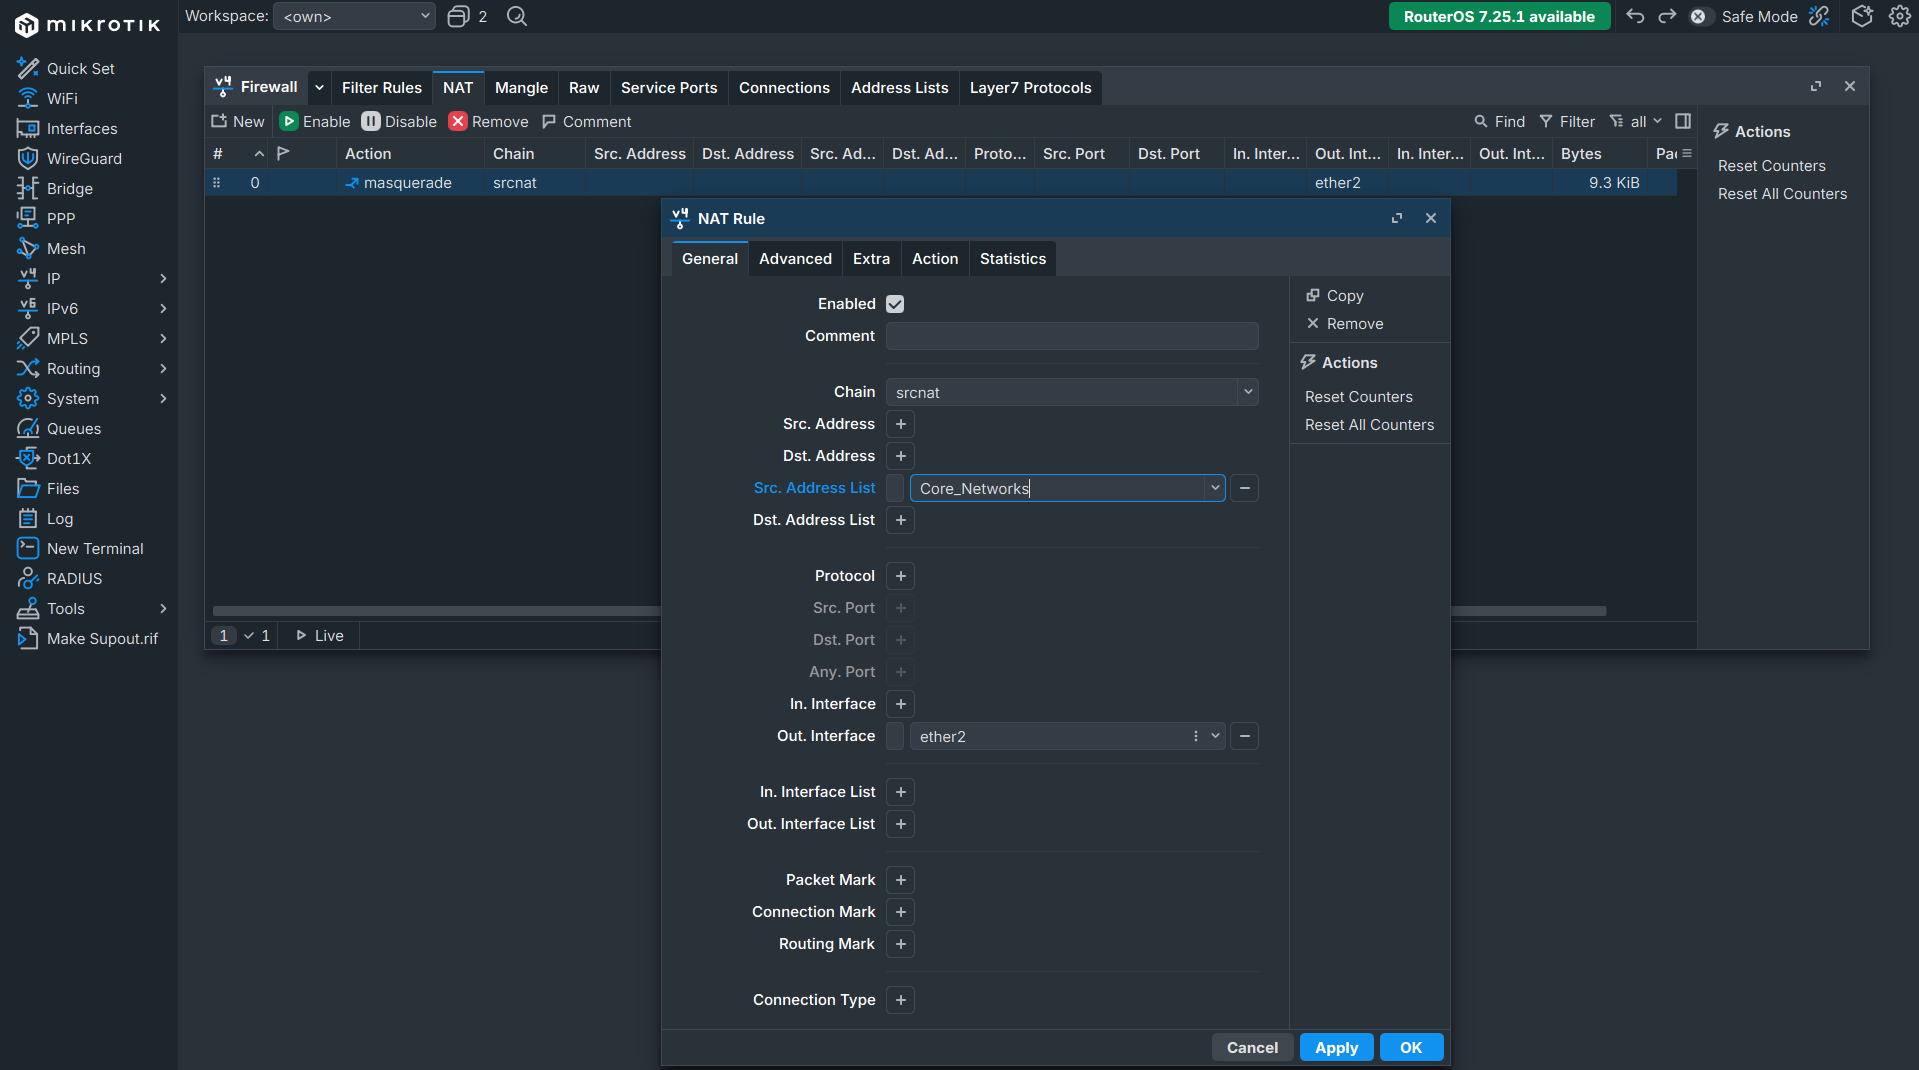 MIKROTIK
Workspace: <own> 2
RouterOS 7.25.1 available
Safe Mode
Quick Set
WiFi
Interfaces
WireGuard
Bridge
PPP
Mesh
IP
IPv6
MPLS
Routing
System
Queues
Dot1X
Files
Log
New Terminal
RADIUS
Tools
Make Supout.rif
Firewall Filter Rules NAT Mangle Raw Service Ports Connections Address Lists Layer7 Protocols
New Enable Disable Remove Comment Find Filter all
# Action Chain Src. Address Dst. Address Src. Ad... Dst. Ad... Proto... Src. Port Dst. Port In. Inter... Out. Int... In. Inter... Out. Int... Bytes Pac
0 masquerade srcnat ether2 9.3 KiB
1 1 Live
Actions
Reset Counters
Reset All Counters
NAT Rule
General Advanced Extra Action Statistics
Enabled
Comment
Chain srcnat
Src. Address
Dst. Address
Src. Address List Core_Networks
Dst. Address List
Protocol
Src. Port
Dst. Port
Any. Port
In. Interface
Out. Interface ether2
In. Interface List
Out. Interface List
Packet Mark
Connection Mark
Routing Mark
Connection Type
Copy
Remove
Actions
Reset Counters
Reset All Counters
Cancel Apply OK